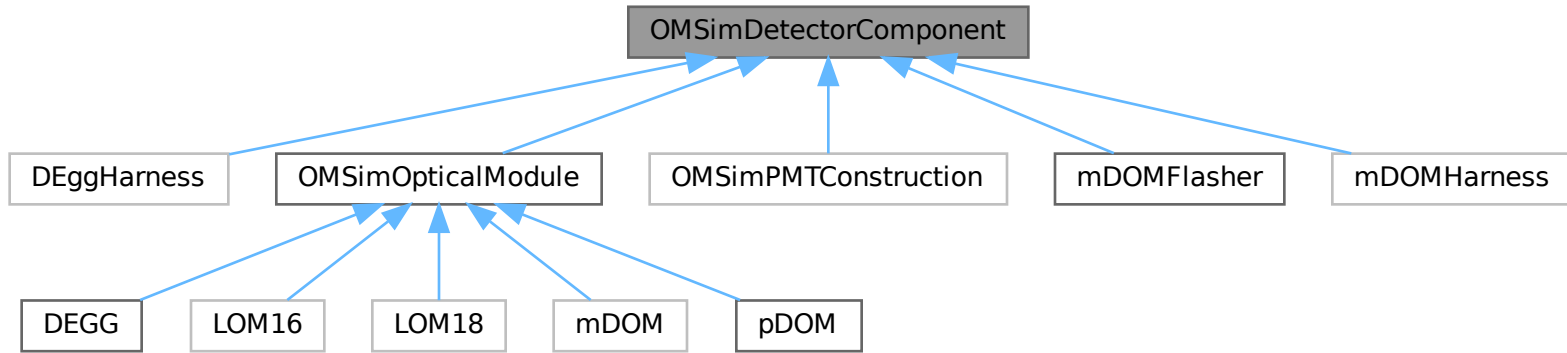 OMSimDetectorComponent
DEggHarness
OMSimOpticalModule
OMSimPMTConstruction
mDOMFlasher
mDOMHarness
DEGG
LOM16
LOM18
mDOM
pDOM